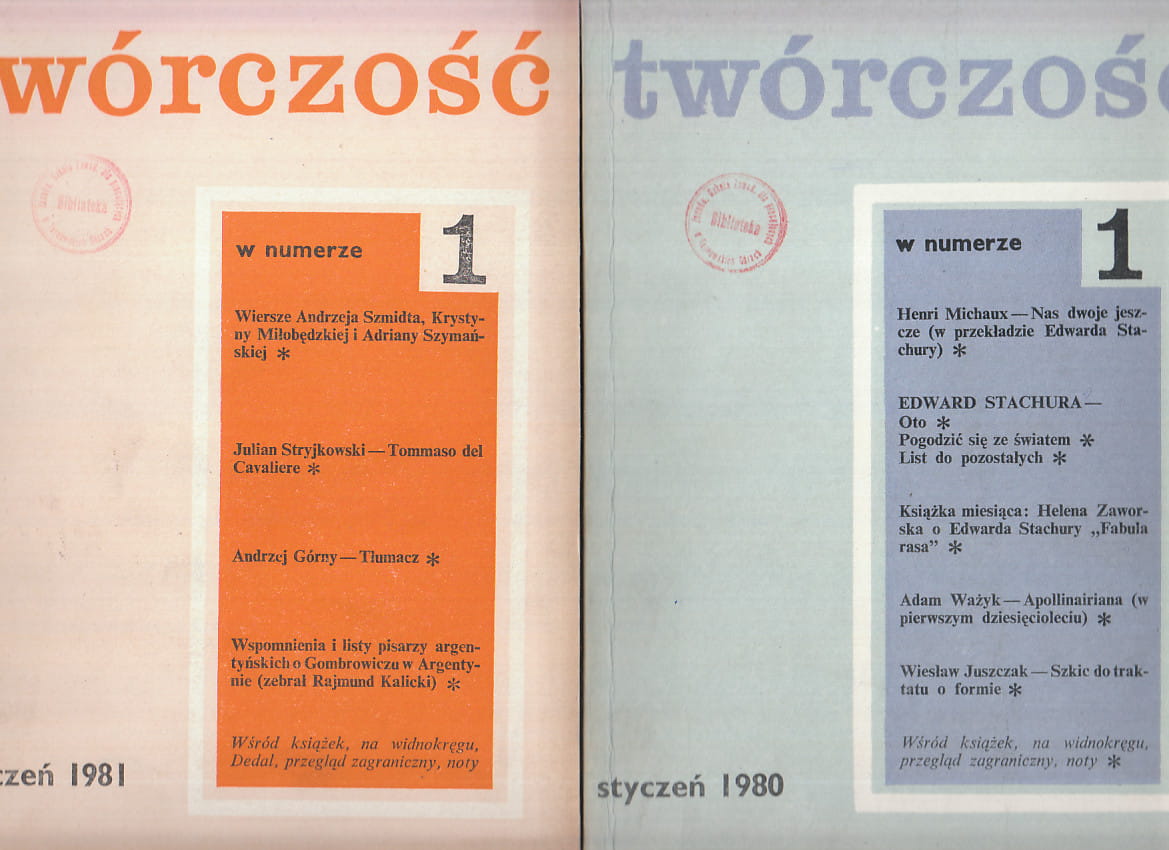 wórczość
Biblioteka
w numerze
1
Wiersze Andrzeja Szmidta, Krysty-
ny Miłobędzkiej i Adriany Szymań-
skiej *
Julian Stryjkowski — Tommaso del
Cavaliere *
Andrzej Górny — Tłumacz *
Wspomnienia i listy pisarzy argen-
tyńskich o Gombrowiczu w Argenty-
nie (zebrał Rajmund Kalicki) *
Wśród książek, na widnokręgu,
Dedal, przegląd zagraniczny, noty
czeń 1981
twórczoś
Biblioteka
w numerze
1
Henri Michaux — Nas dwoje jesz-
cze (w przekładzie Edwarda Sta-
chury) *
EDWARD STACHURA —
Oto *
Pogodzić się ze światem *
List do pozostałych *
Książka miesiąca: Helena Zawor-
ska o Edwarda Stachury „Fabula
rasa” *
Adam Ważyk — Apollinairiana (w
pierwszym dziesięcioleciu) *
Wiesław Juszczak — Szkic do trak-
tatu o formie *
Wśród książek, na widnokręgu,
przegląd zagraniczny, noty *
styczeń 1980